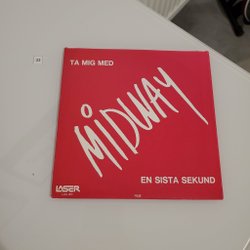 TA MIG MED
MIDWAY
EN SISTA SEKUND
LASER